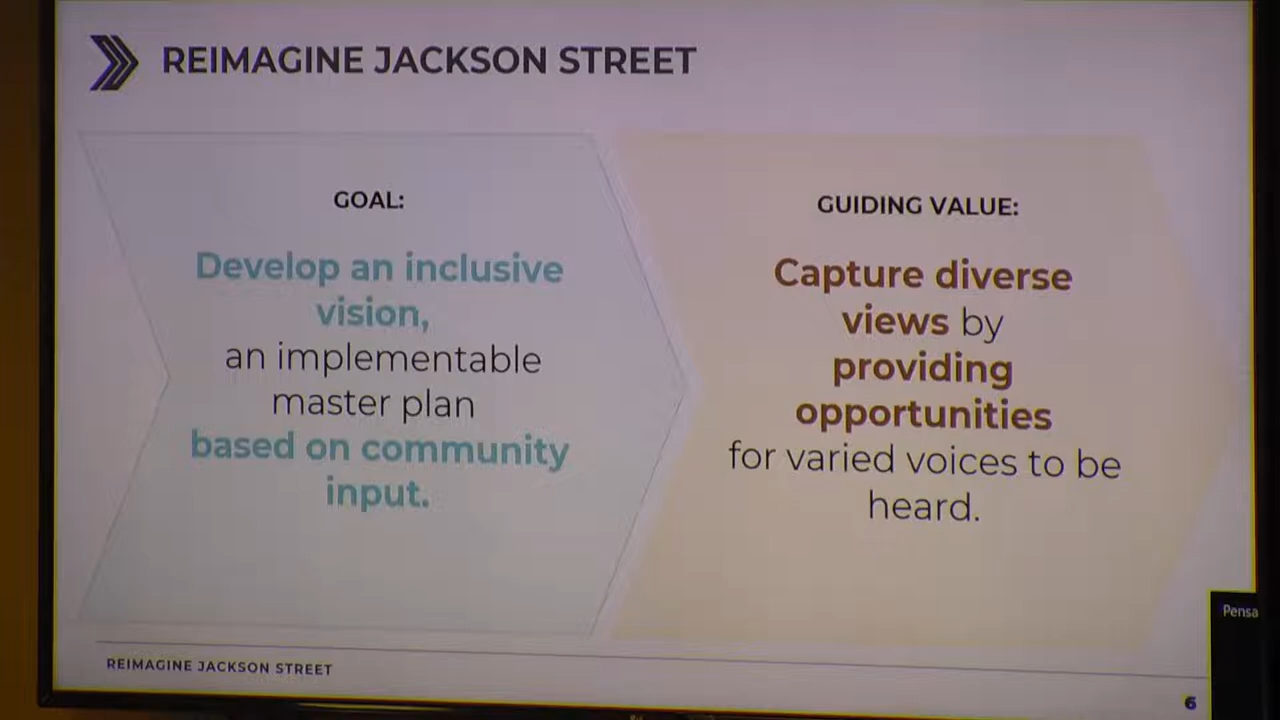 REIMAGINE JACKSON STREET
GOAL:
Develop an inclusive
vision,
an implementable
master plan
based on community
input.
GUIDING VALUE:
Capture diverse
views by
providing
opportunities
for varied voices to be
heard.
REIMAGINE JACKSON STREET
6